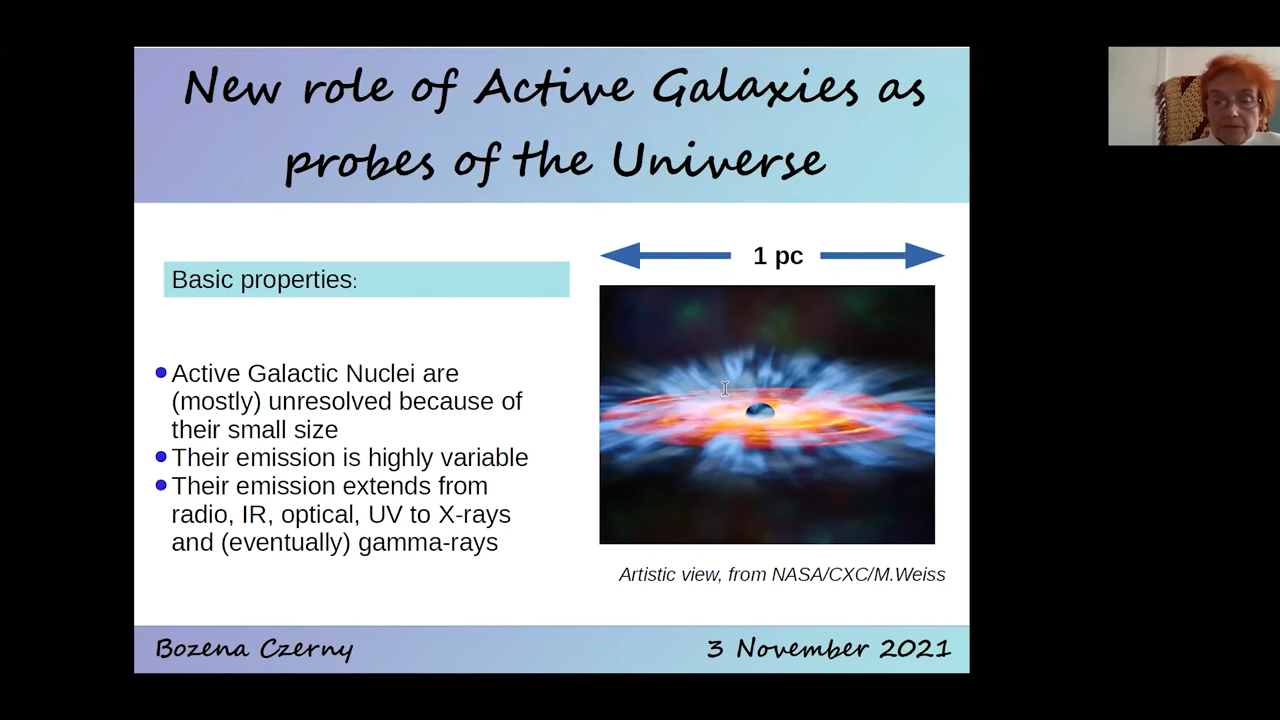 New role of Active Galaxies as
probes of the Universe
Basic properties:
1 pc
● Active Galactic Nuclei are
(mostly) unresolved because of
their small size
● Their emission is highly variable
● Their emission extends from
radio, IR, optical, UV to X-rays
and (eventually) gamma-rays
Artistic view, from NASA/CXC/M.Weiss
Bozena Czerny
3 November 2021